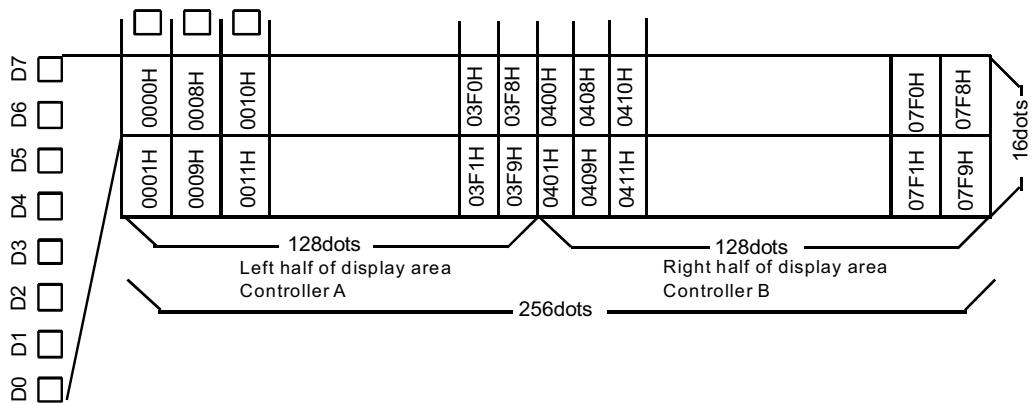 D7
D6
D5
D4
D3
D2
D1
D0
0000H 0008H 0010H 03F0H 03F8H 0400H 0408H 0410H 07F0H 07F8H
0001H 0009H 0011H 03F1H 03F9H 0401H 0409H 0411H 07F1H 07F9H
16dots
128dots
Left half of display area
Controller A
128dots
Right half of display area
Controller B
256dots